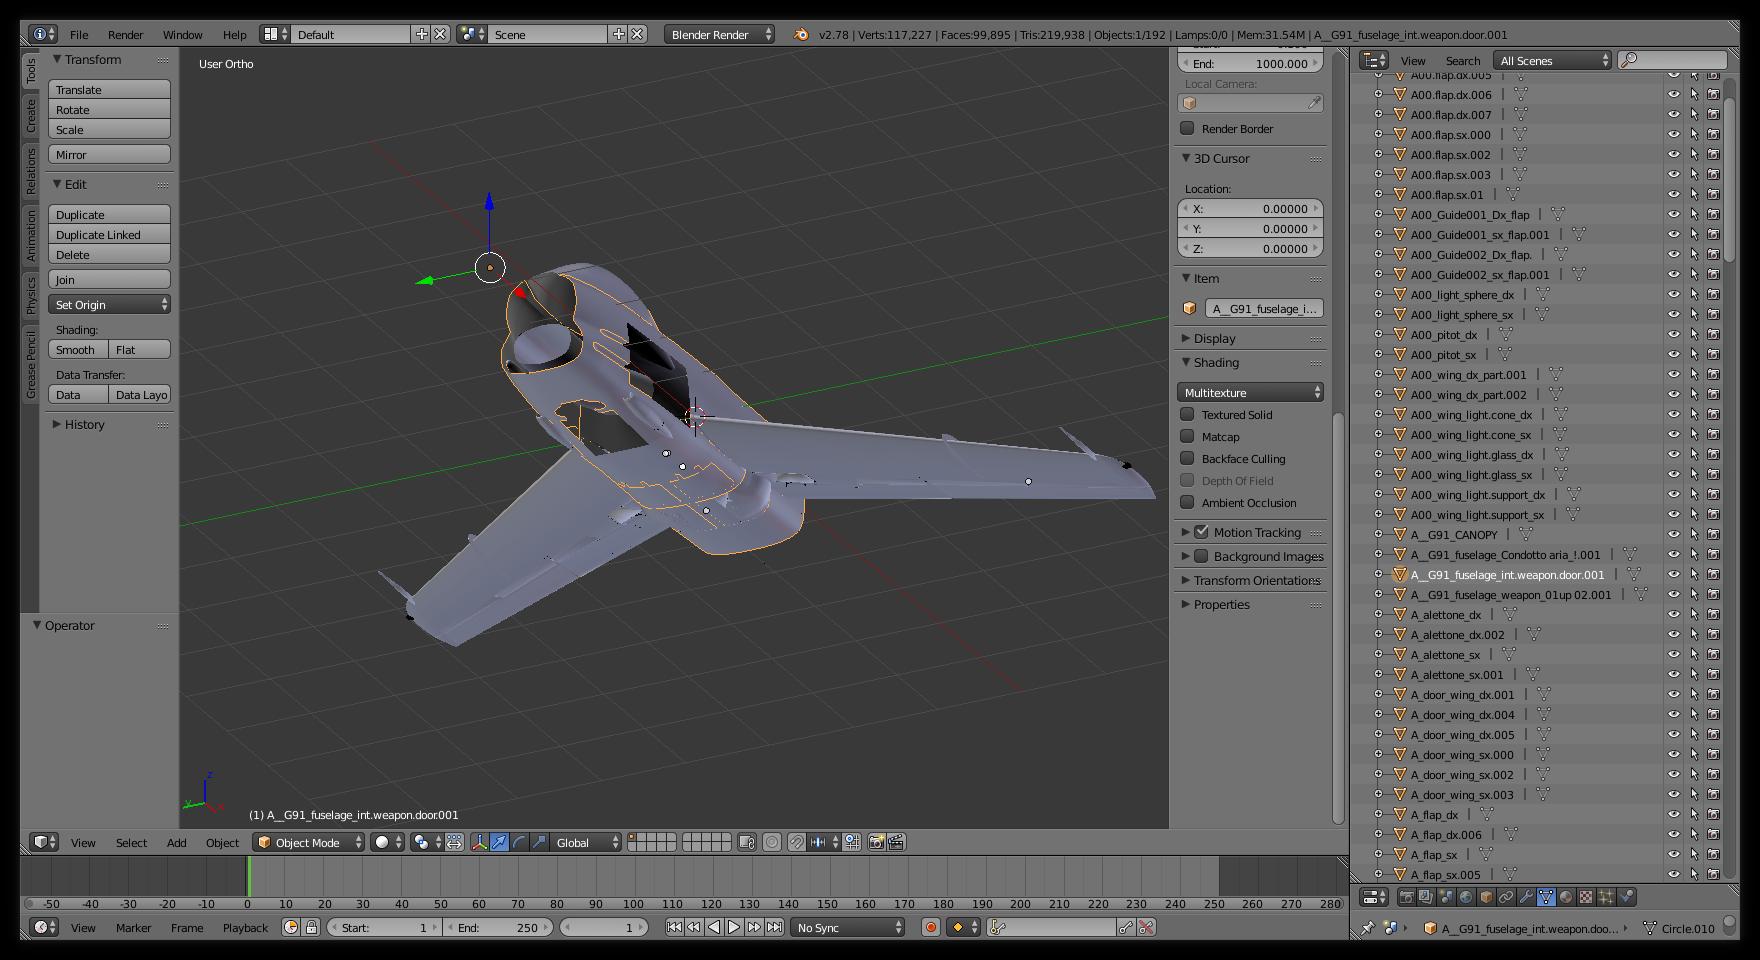 File Render Window Help Default Scene Blender Render v2.78 | Verts:117,227 | Faces:99,895 | Tris:219,938 | Objects:1/192 | Lamps:0/0 | Mem:31.54M | A__G91_fuselage_int.weapon.door.001
Tools
Create
Relations
Animation
Physics
Grease Pencil
Transform
Translate
Rotate
Scale
Mirror
Edit
Duplicate
Duplicate Linked
Delete
Join
Set Origin
Shading:
Smooth Flat
Data Transfer:
Data Data Layo
History
Operator
User Ortho
z
y
x
(1) A__G91_fuselage_int.weapon.door.001
End: 1000.000
Local Camera:
Render Border
3D Cursor
Location:
X: 0.00000
Y: 0.00000
Z: 0.00000
Item
A__G91_fuselage_i...
Display
Shading
Multitexture
Textured Solid
Matcap
Backface Culling
Depth Of Field
Ambient Occlusion
Motion Tracking
Background Images
Transform Orientations
Properties
View Search All Scenes
A00.flap.dx.005
A00.flap.dx.006
A00.flap.dx.007
A00.flap.sx.000
A00.flap.sx.002
A00.flap.sx.003
A00.flap.sx.01
A00_Guide001_Dx_flap
A00_Guide001_sx_flap.001
A00_Guide002_Dx_flap.
A00_Guide002_sx_flap.001
A00_light_sphere_dx
A00_light_sphere_sx
A00_pitot_dx
A00_pitot_sx
A00_wing_dx_part.001
A00_wing_dx_part.002
A00_wing_light.cone_dx
A00_wing_light.cone_sx
A00_wing_light.glass_dx
A00_wing_light.glass_sx
A00_wing_light.support_dx
A00_wing_light.support_sx
A__G91_CANOPY
A__G91_fuselage_Condotto aria_!.001
A__G91_fuselage_int.weapon.door.001
A__G91_fuselage_weapon_01up 02.001
A_alettone_dx
A_alettone_dx.002
A_alettone_sx
A_alettone_sx.001
A_door_wing_dx.001
A_door_wing_dx.004
A_door_wing_dx.005
A_door_wing_sx.000
A_door_wing_sx.002
A_door_wing_sx.003
A_flap_dx
A_flap_dx.006
A_flap_sx
A_flap_sx.005
View Select Add Object Object Mode Global
-50 -40 -30 -20 -10 0 10 20 30 40 50 60 70 80 90 100 110 120 130 140 150 160 170 180 190 200 210 220 230 240 250 260 270 280
View Marker Frame Playback Start: 1 End: 250 1 No Sync
A__G91_fuselage_int.weapon.doo... Circle.010